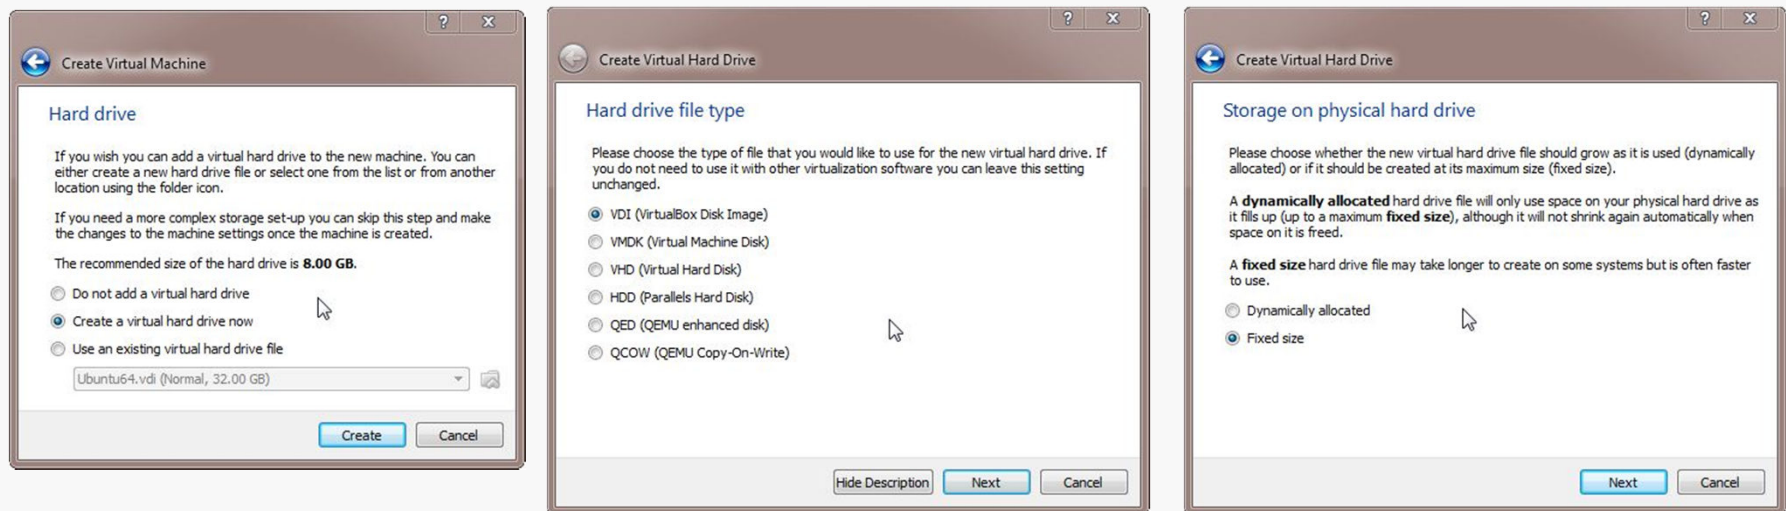 ? X
Create Virtual Machine
Hard drive
If you wish you can add a virtual hard drive to the new machine. You can
either create a new hard drive file or select one from the list or from another
location using the folder icon.
If you need a more complex storage set-up you can skip this step and make
the changes to the machine settings once the machine is created.
The recommended size of the hard drive is 8.00 GB.
Do not add a virtual hard drive
Create a virtual hard drive now
Use an existing virtual hard drive file
Ubuntu64.vdi (Normal, 32.00 GB)
Create Cancel
? X
Create Virtual Hard Drive
Hard drive file type
Please choose the type of file that you would like to use for the new virtual hard drive. If
you do not need to use it with other virtualization software you can leave this setting
unchanged.
VDI (VirtualBox Disk Image)
VMDK (Virtual Machine Disk)
VHD (Virtual Hard Disk)
HDD (Parallels Hard Disk)
QED (QEMU enhanced disk)
QCOW (QEMU Copy-On-Write)
Hide Description Next Cancel
? X
Create Virtual Hard Drive
Storage on physical hard drive
Please choose whether the new virtual hard drive file should grow as it is used (dynamically
allocated) or if it should be created at its maximum size (fixed size).
A dynamically allocated hard drive file will only use space on your physical hard drive as
it fills up (up to a maximum fixed size), although it will not shrink again automatically when
space on it is freed.
A fixed size hard drive file may take longer to create on some systems but is often faster
to use.
Dynamically allocated
Fixed size
Next Cancel